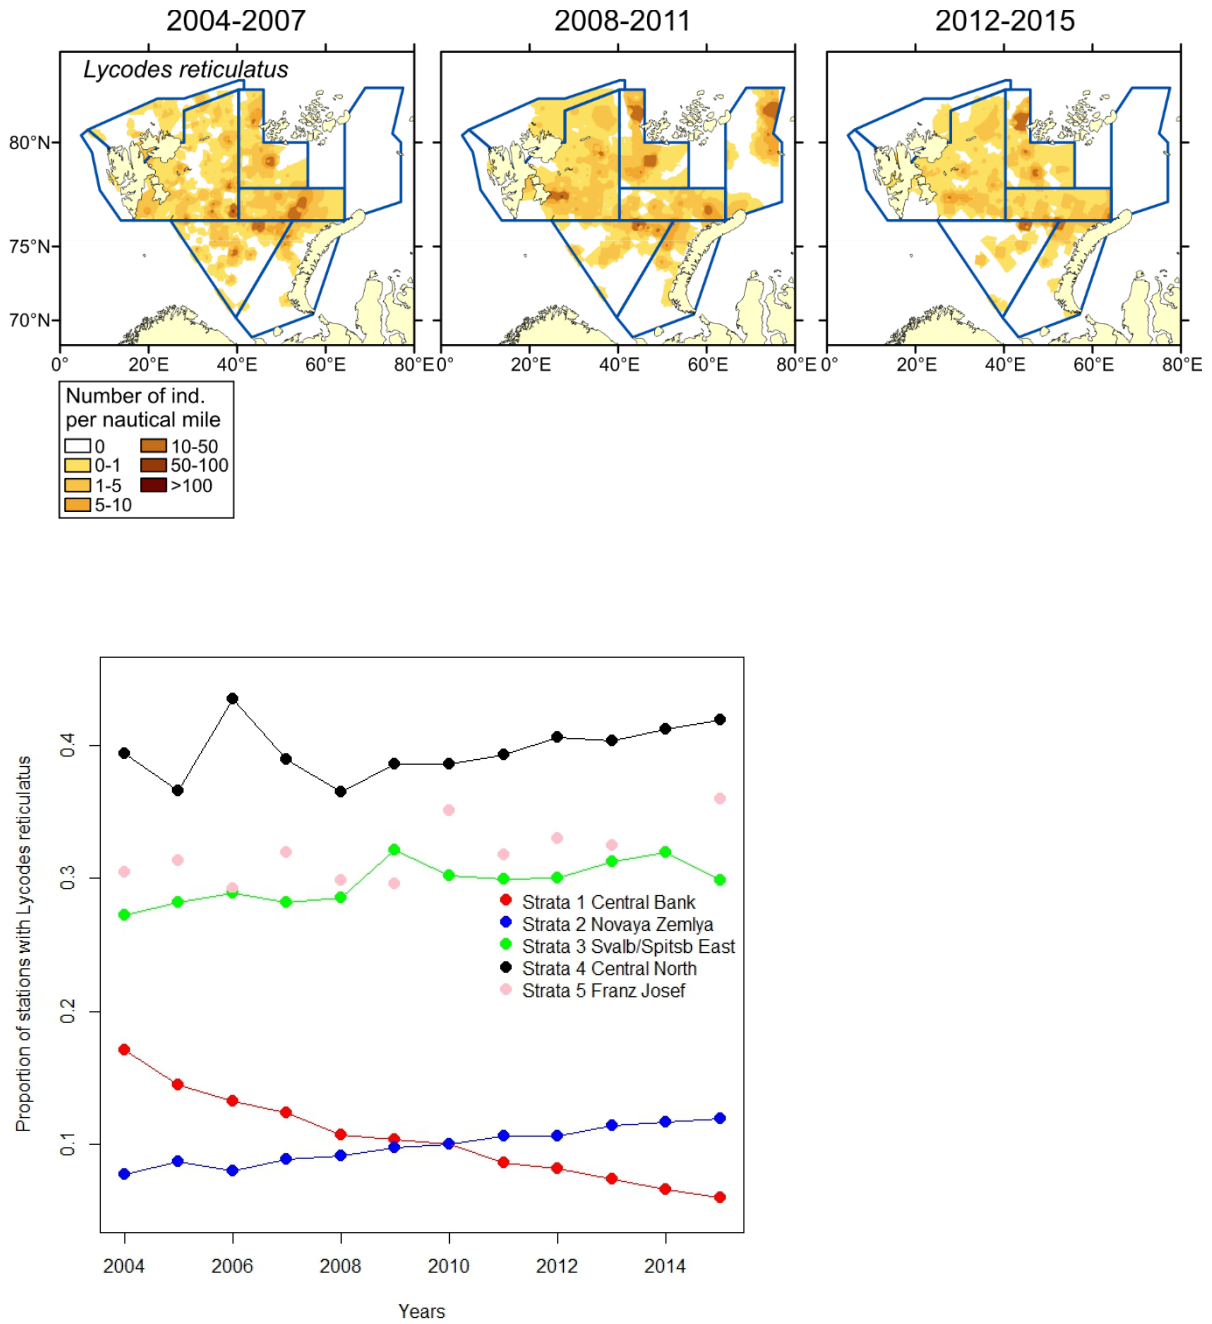 2004-2007 2008-2011 2012-2015
Lycodes reticulatus
80°N
75°N
70°N
0 20°E 40°E 60°E 80°E 0° 20°E 40°E 60°E 80°E 0° 20°E 40°E 60°E 80°E
Number of ind.
per nautical mile
0 10-50
0-1 50-100
1-5 >100
5-10
Proportion of stations with Lycodes reticulatus
0.4
0.3
0.2
0.1
Strata 1 Central Bank
Strata 2 Novaya Zemlya
Strata 3 Svalb/Spitsb East
Strata 4 Central North
Strata 5 Franz Josef
2004 2006 2008 2010 2012 2014
Years